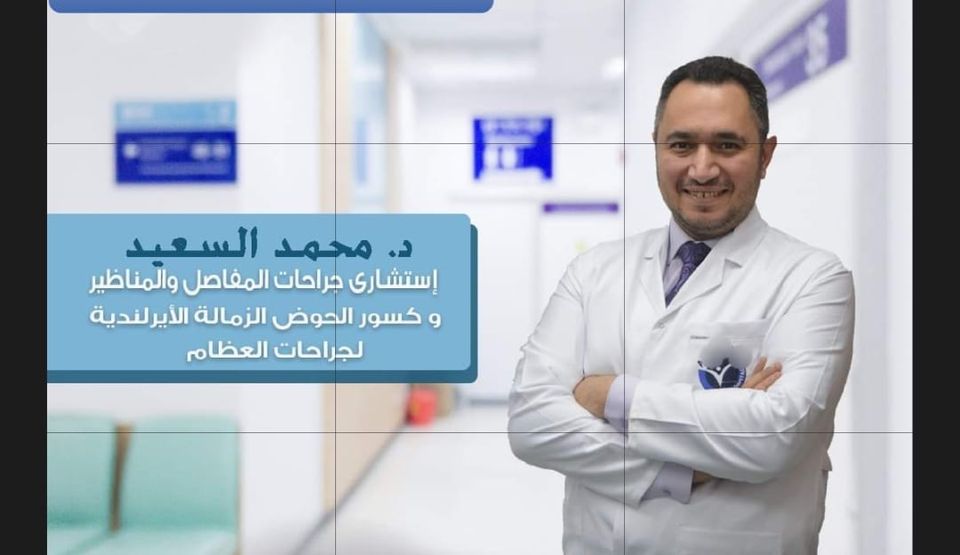 د. محمد السعيد
إستشارى جراحات المفاصل والمناظير
و كسور الحوض الزمالة الأيرلندية
لجراحات العظام